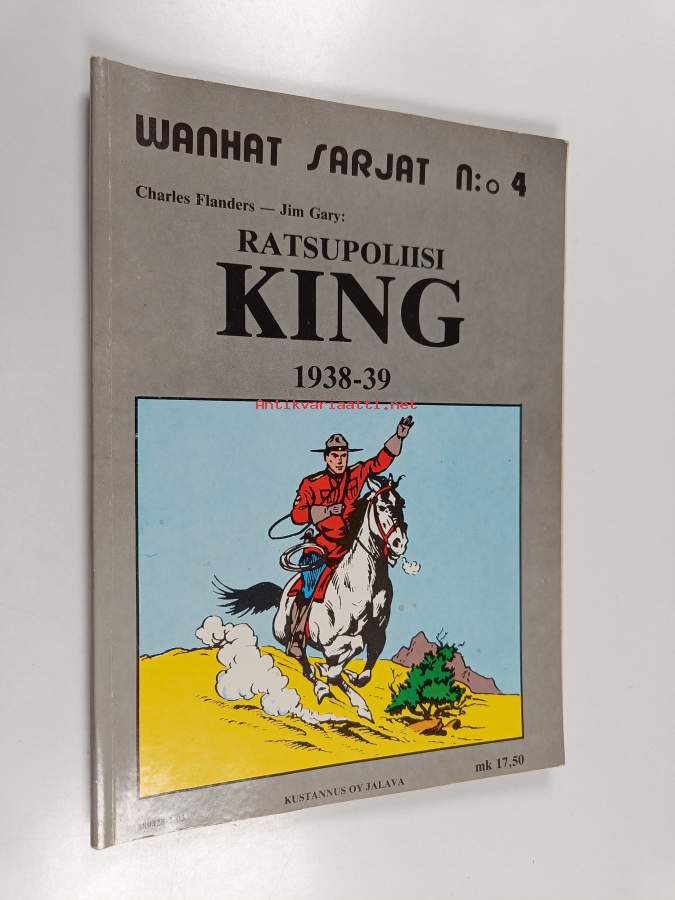 WANHAT SARJAT N:o 4
Charles Flanders — Jim Gary:
RATSUPOLIISI
KING
1938-39
Antikvariaatti.net
mk 17,50
KUSTANNUS OY JALAVA